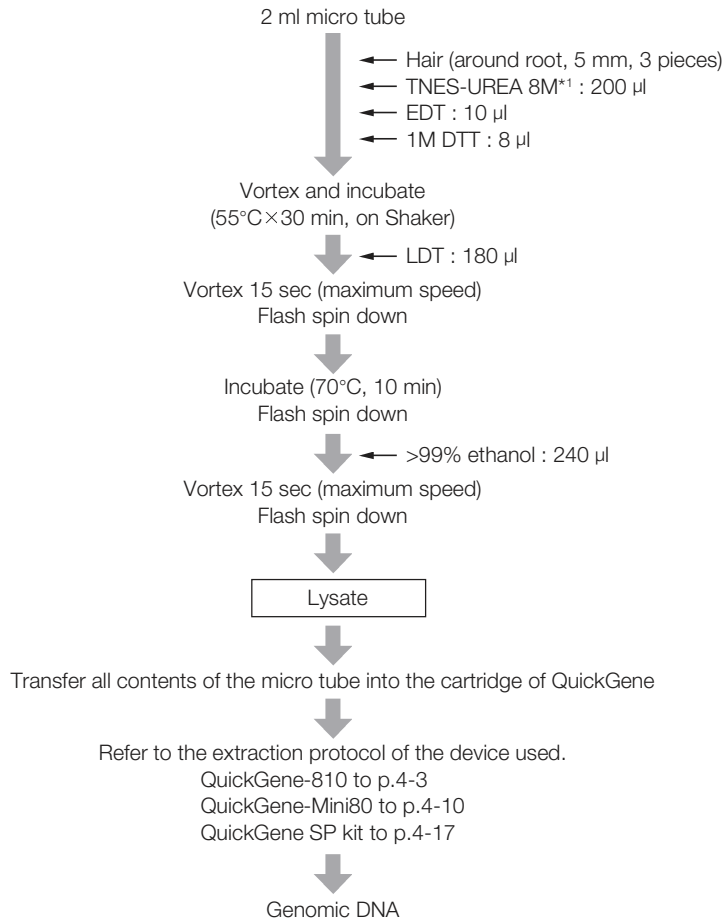 2 ml micro tube
Hair (around root, 5 mm, 3 pieces)
TNES-UREA 8M*¹ : 200 µl
EDT : 10 µl
1M DTT : 8 µl
Vortex and incubate
(55°C×30 min, on Shaker)
LDT : 180 µl
Vortex 15 sec (maximum speed)
Flash spin down
Incubate (70°C, 10 min)
Flash spin down
>99% ethanol : 240 µl
Vortex 15 sec (maximum speed)
Flash spin down
Lysate
Transfer all contents of the micro tube into the cartridge of QuickGene
Refer to the extraction protocol of the device used.
QuickGene-810 to p.4-3
QuickGene-Mini80 to p.4-10
QuickGene SP kit to p.4-17
Genomic DNA